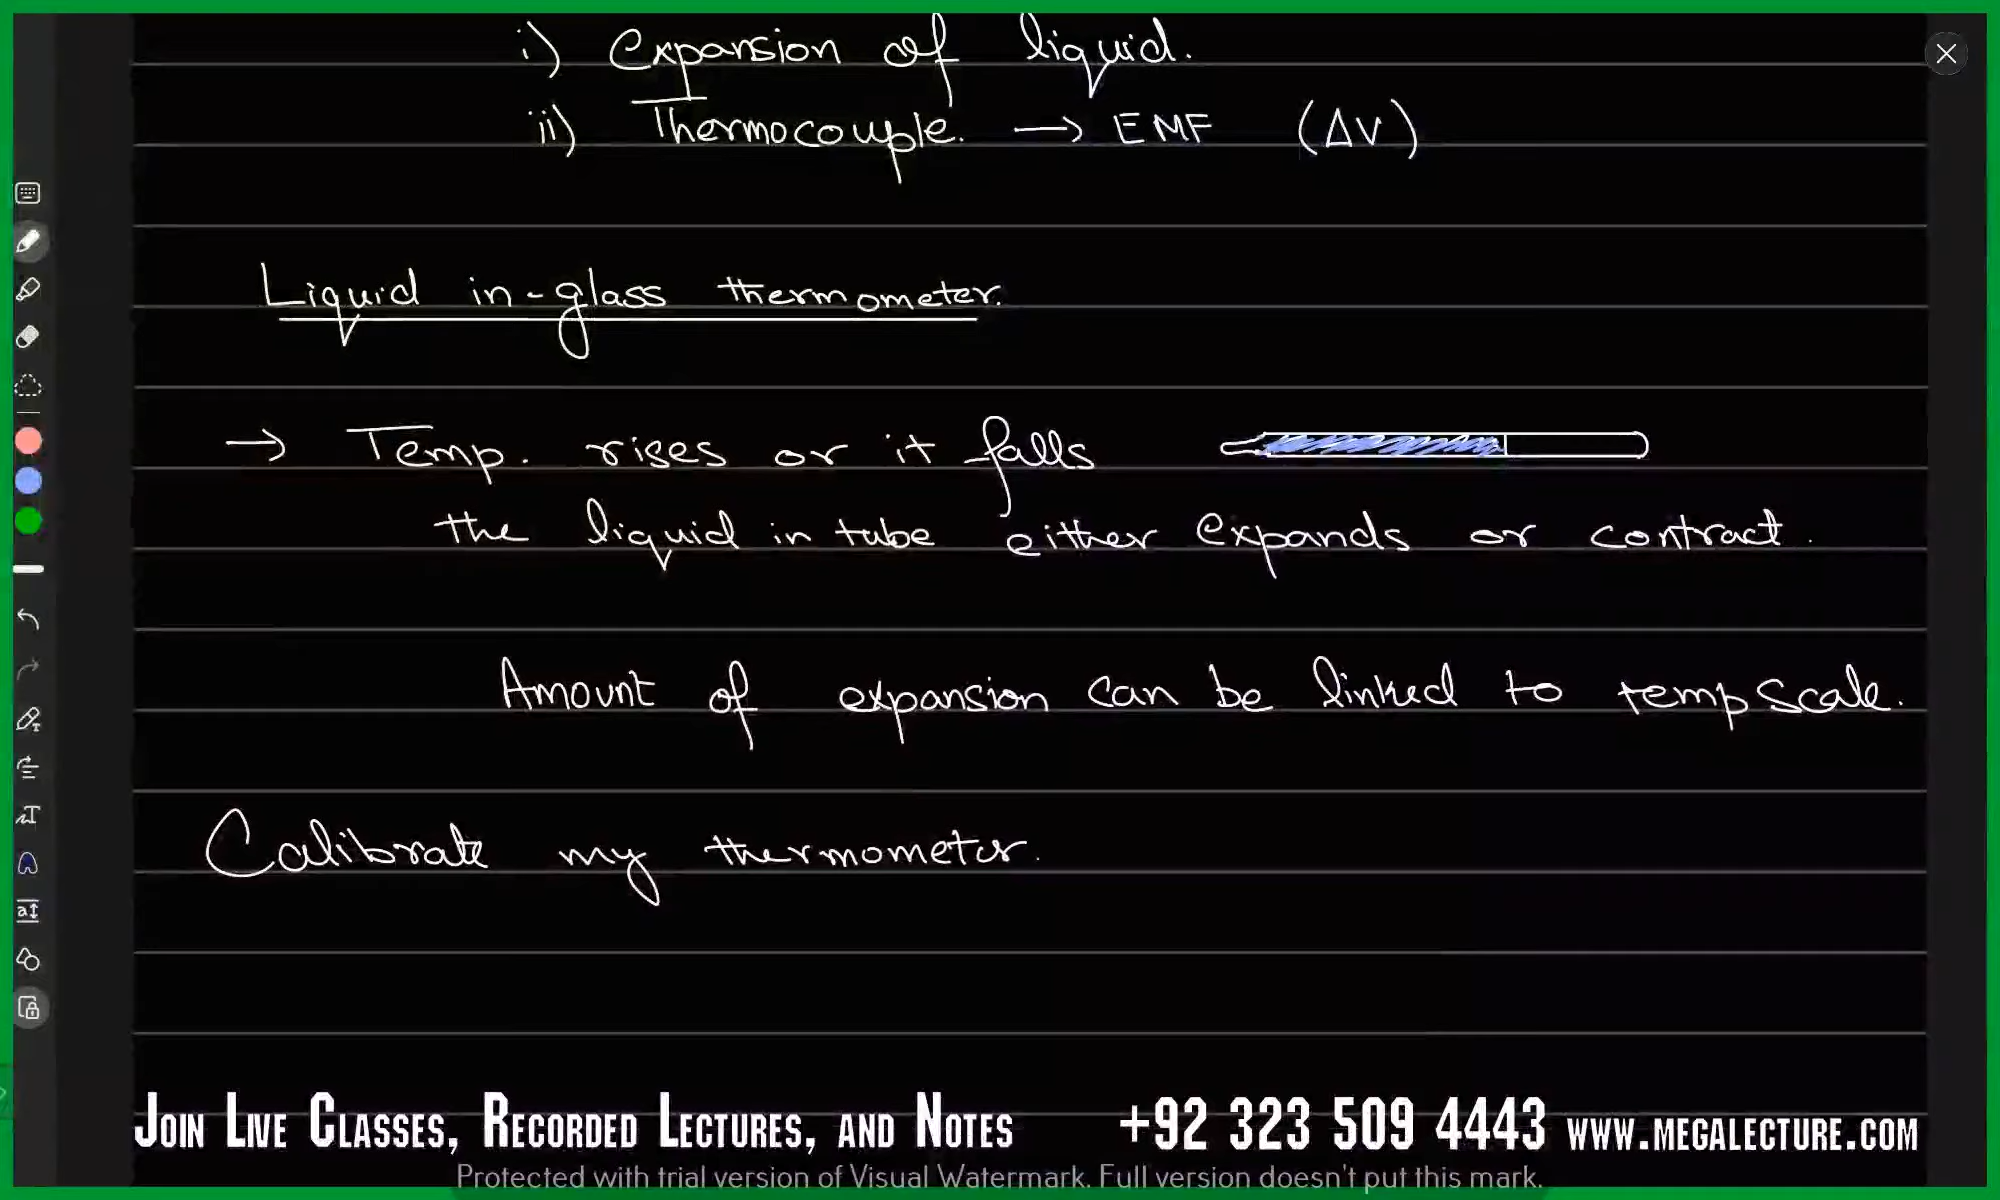 i) Expansion of liquid.
ii) Thermocouple. → EMF (ΔV)
Liquid in-glass thermometer.
→ Temp. rises or it falls
the liquid in tube either expands or contract.
Amount of expansion can be linked to temp scale.
Calibrate my thermometer.
JOIN LIVE CLASSES, RECORDED LECTURES, AND NOTES +92 323 509 4443 WWW.MEGALECTURE.COM
Protected with trial version of Visual Watermark. Full version doesn't put this mark.